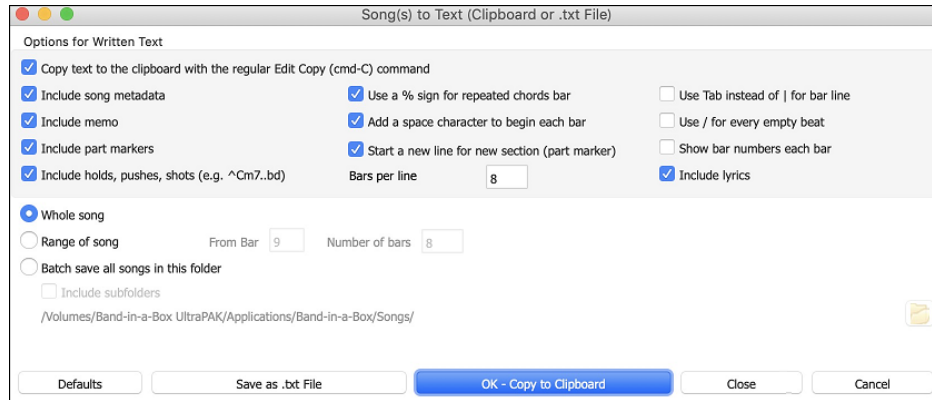 Song(s) to Text (Clipboard or .txt File)
Options for Written Text
Copy text to the clipboard with the regular Edit Copy (cmd-C) command
Include song metadata
Use a % sign for repeated chords bar
Use Tab instead of | for bar line
Include memo
Add a space character to begin each bar
Use / for every empty beat
Include part markers
Start a new line for new section (part marker)
Show bar numbers each bar
Include holds, pushes, shots (e.g. ^Cm7..bd)
Bars per line 8
Include lyrics
Whole song
Range of song From Bar 9 Number of bars 8
Batch save all songs in this folder
Include subfolders
/Volumes/Band-in-a-Box UltraPAK/Applications/Band-in-a-Box/Songs/
Defaults
Save as .txt File
OK - Copy to Clipboard
Close
Cancel